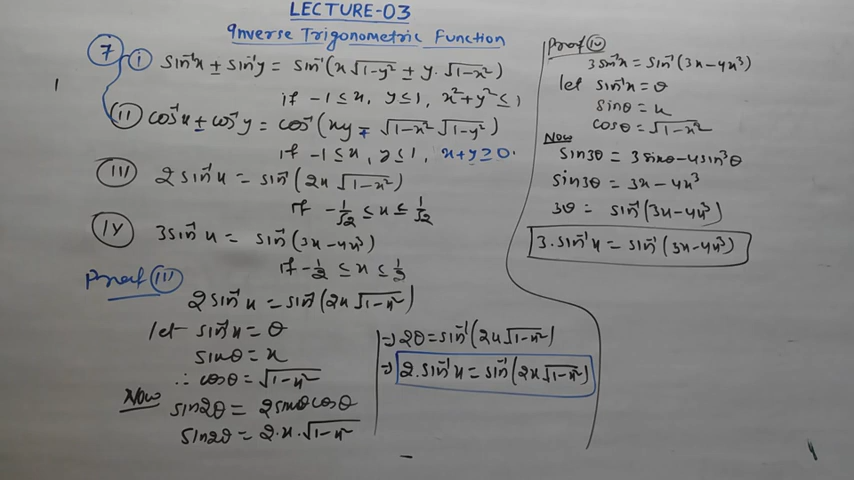 LECTURE-03
Inverse Trigonometric Function
⑦ (i) sin⁻¹x ± sin⁻¹y = sin⁻¹(x√1-y² ± y·√1-x²)
if -1 ≤ x, y ≤ 1, x²+y² ≤ 1
(ii) cos⁻¹x ± cos⁻¹y = cos⁻¹(xy ∓ √1-x² √1-y²)
if -1 ≤ x, y ≤ 1, x+y ≥ 0.
(iii) 2 sin⁻¹x = sin⁻¹(2x√1-x²)
if -1/√2 ≤ x ≤ 1/√2
(iv) 3sin⁻¹x = sin⁻¹(3x-4x³)
if -1/2 ≤ x ≤ 1/2
Proof (iii)
2 sin⁻¹x = sin⁻¹(2x√1-x²)
let sin⁻¹x = θ
sinθ = x
∴ cosθ = √1-x²
Now sin2θ = 2sinθcosθ
sin2θ = 2·x·√1-x²
⇒ 2θ = sin⁻¹(2x√1-x²)
⇒ 2·sin⁻¹x = sin⁻¹(2x√1-x²)
Proof (iv)
3sin⁻¹x = sin⁻¹(3x-4x³)
let sin⁻¹x = θ
sinθ = x
cosθ = √1-x²
Now
sin3θ = 3sinθ-4sin³θ
sin3θ = 3x-4x³
3θ = sin⁻¹(3x-4x³)
3·sin⁻¹x = sin⁻¹(3x-4x³)